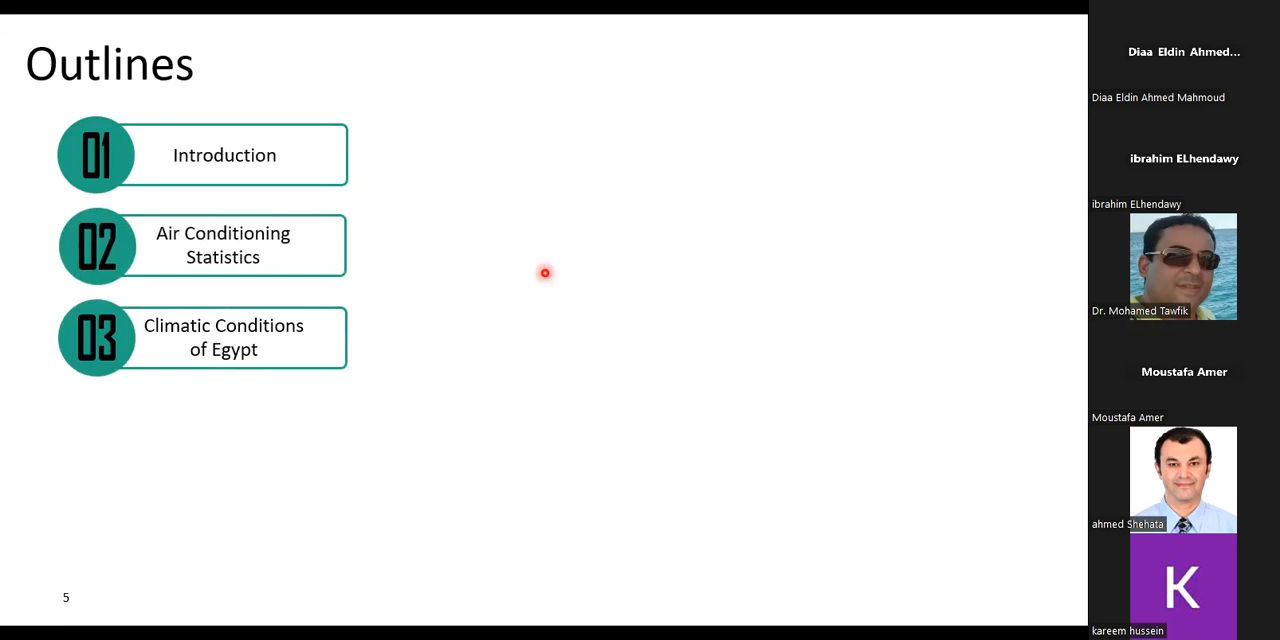 Outlines
01
Introduction
02
Air Conditioning
Statistics
03
Climatic Conditions
of Egypt
5
Diaa Eldin Ahmed...
Diaa Eldin Ahmed Mahmoud
ibrahim ELhendawy
ibrahim ELhendawy
Dr. Mohamed Tawfik
Moustafa Amer
Moustafa Amer
ahmed Shehata
K
kareem hussein